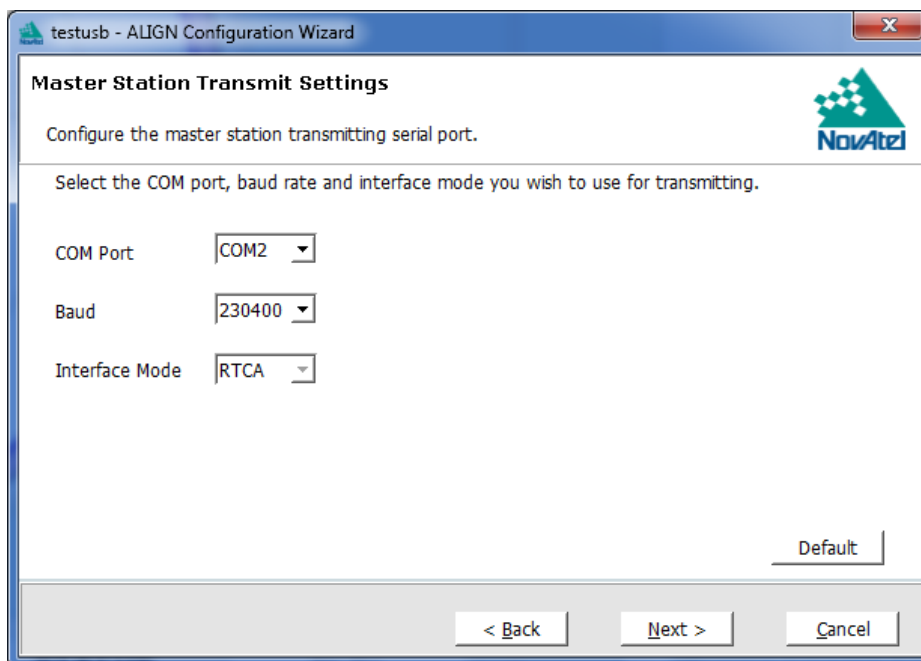 testusb - ALIGN Configuration Wizard
Master Station Transmit Settings
Configure the master station transmitting serial port.
NovAtel
Select the COM port, baud rate and interface mode you wish to use for transmitting.
COM Port COM2
Baud 230400
Interface Mode RTCA
Default
< Back Next > Cancel